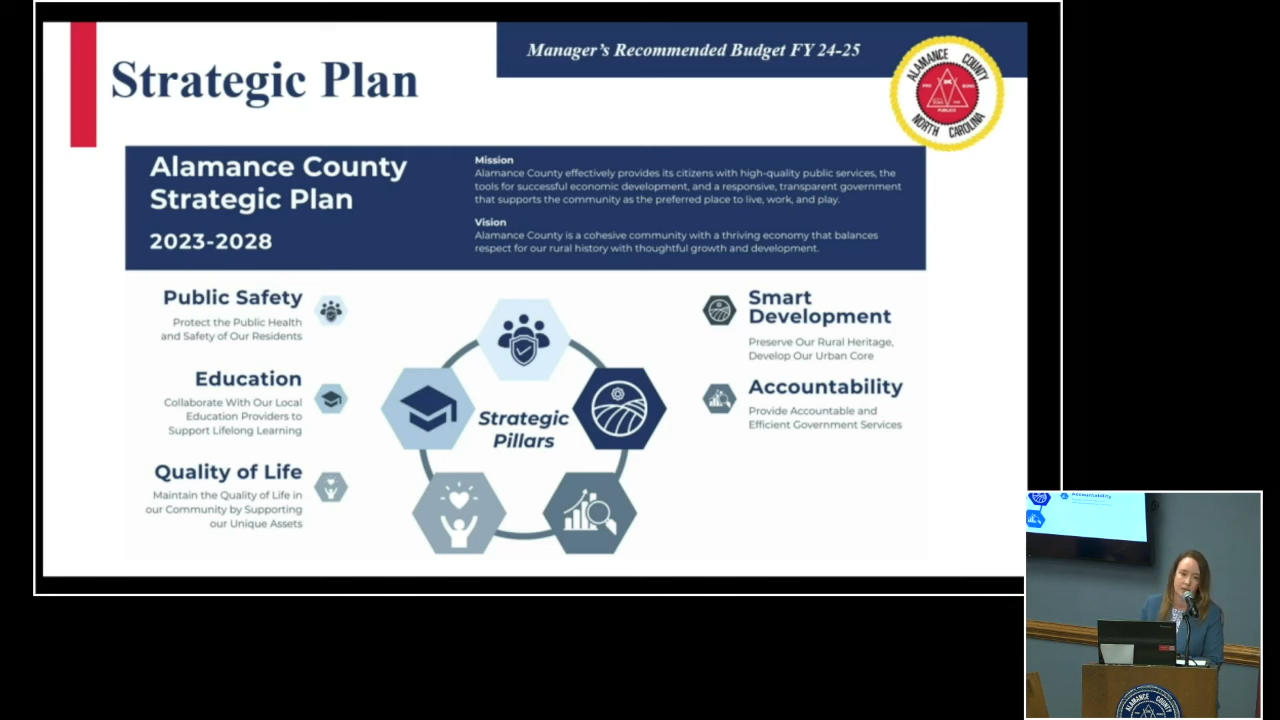 Manager's Recommended Budget FY 24-25
Strategic Plan
ALAMANCE COUNTY
NORTH CAROLINA
PRO
BONO
PUBLICO
Alamance County
Strategic Plan
2023-2028
Mission
Alamance County effectively provides its citizens with high-quality public services, the
tools for successful economic development, and a responsive, transparent government
that supports the community as the preferred place to live, work, and play.
Vision
Alamance County is a cohesive community with a thriving economy that balances
respect for our rural history with thoughtful growth and development.
Public Safety
Protect the Public Health
and Safety of Our Residents
Education
Collaborate With Our Local
Education Providers to
Support Lifelong Learning
Quality of Life
Maintain the Quality of Life in
our Community by Supporting
our Unique Assets
Strategic
Pillars
Smart
Development
Preserve Our Rural Heritage,
Develop Our Urban Core
Accountability
Provide Accountable and
Efficient Government Services
Accountability
ALAMANCE COUNTY